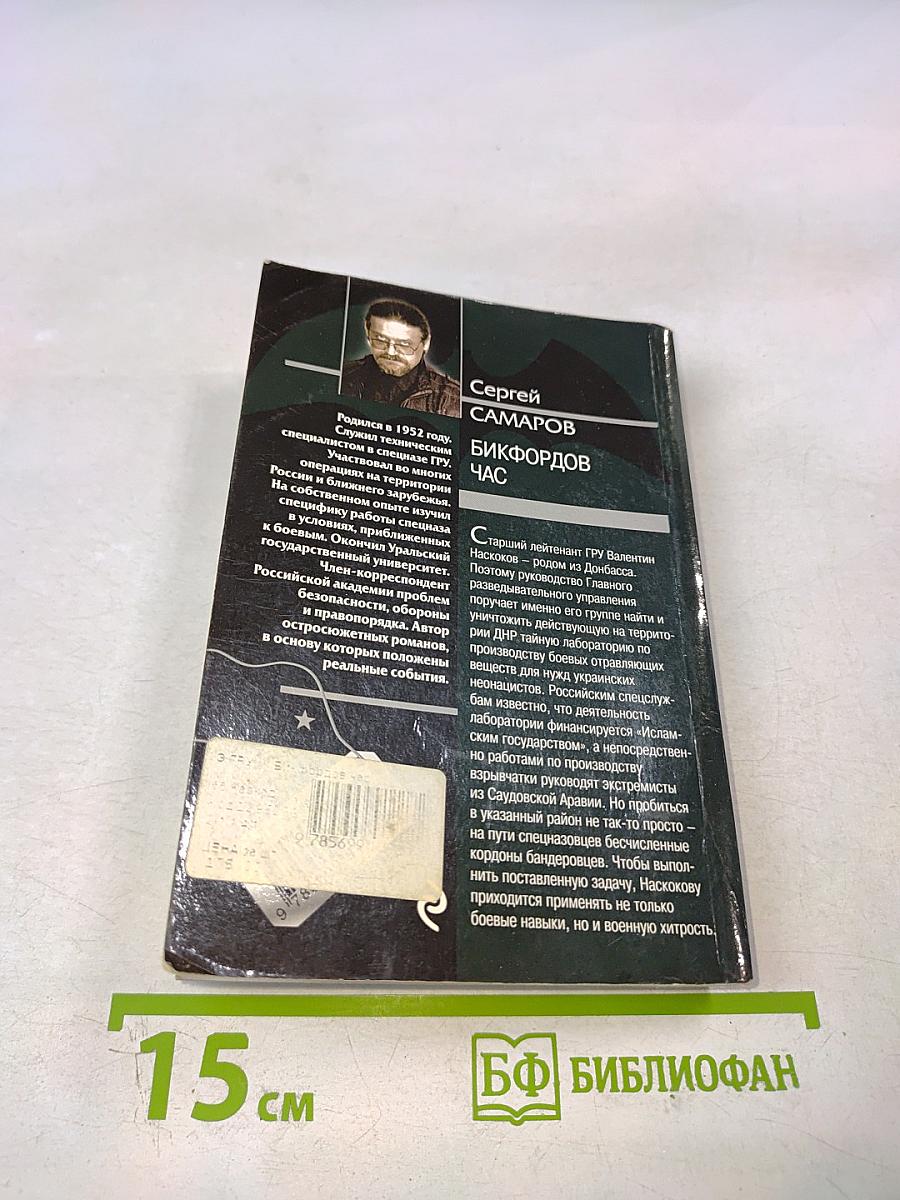 Родился в 1952 году.
Служил техническим
специалистом в спецназе ГРУ.
Участвовал во многих
операциях на территории
России и ближнего зарубежья.
На собственном опыте изучил
специфику работы спецназа
в условиях, приближенных
к боевым. Окончил Уральский
государственный университет.
Член-корреспондент
Российской академии проблем
безопасности, обороны
и правопорядка. Автор
остросюжетных романов,
в основу которых положены
реальные события.
Сергей
САМАРОВ
БИКФОРДОВ
ЧАС
Старший лейтенант ГРУ Валентин
Наскоков – родом из Донбасса.
Поэтому руководство Главного
разведывательного управления
поручает именно его группе найти и
уничтожить действующую на террито-
рии ДНР тайную лабораторию по
производству боевых отравляющих
веществ для нужд украинских
неонацистов. Российским спецслуж-
бам известно, что деятельность
лаборатории финансируется «Ислам-
ским государством», а непосредствен-
но работами по производству
взрывчатки руководят экстремисты
из Саудовской Аравии. Но пробиться
в указанный район не так-то просто –
на пути спецназовцев бесчисленные
кордоны бандеровцев. Чтобы выпол-
нить поставленную задачу, Наскокову
приходится применять не только
боевые навыки, но и военную хитрость.
ЦЕНА
9 78569
9 78
15 см
БФ БИБЛИОФАН